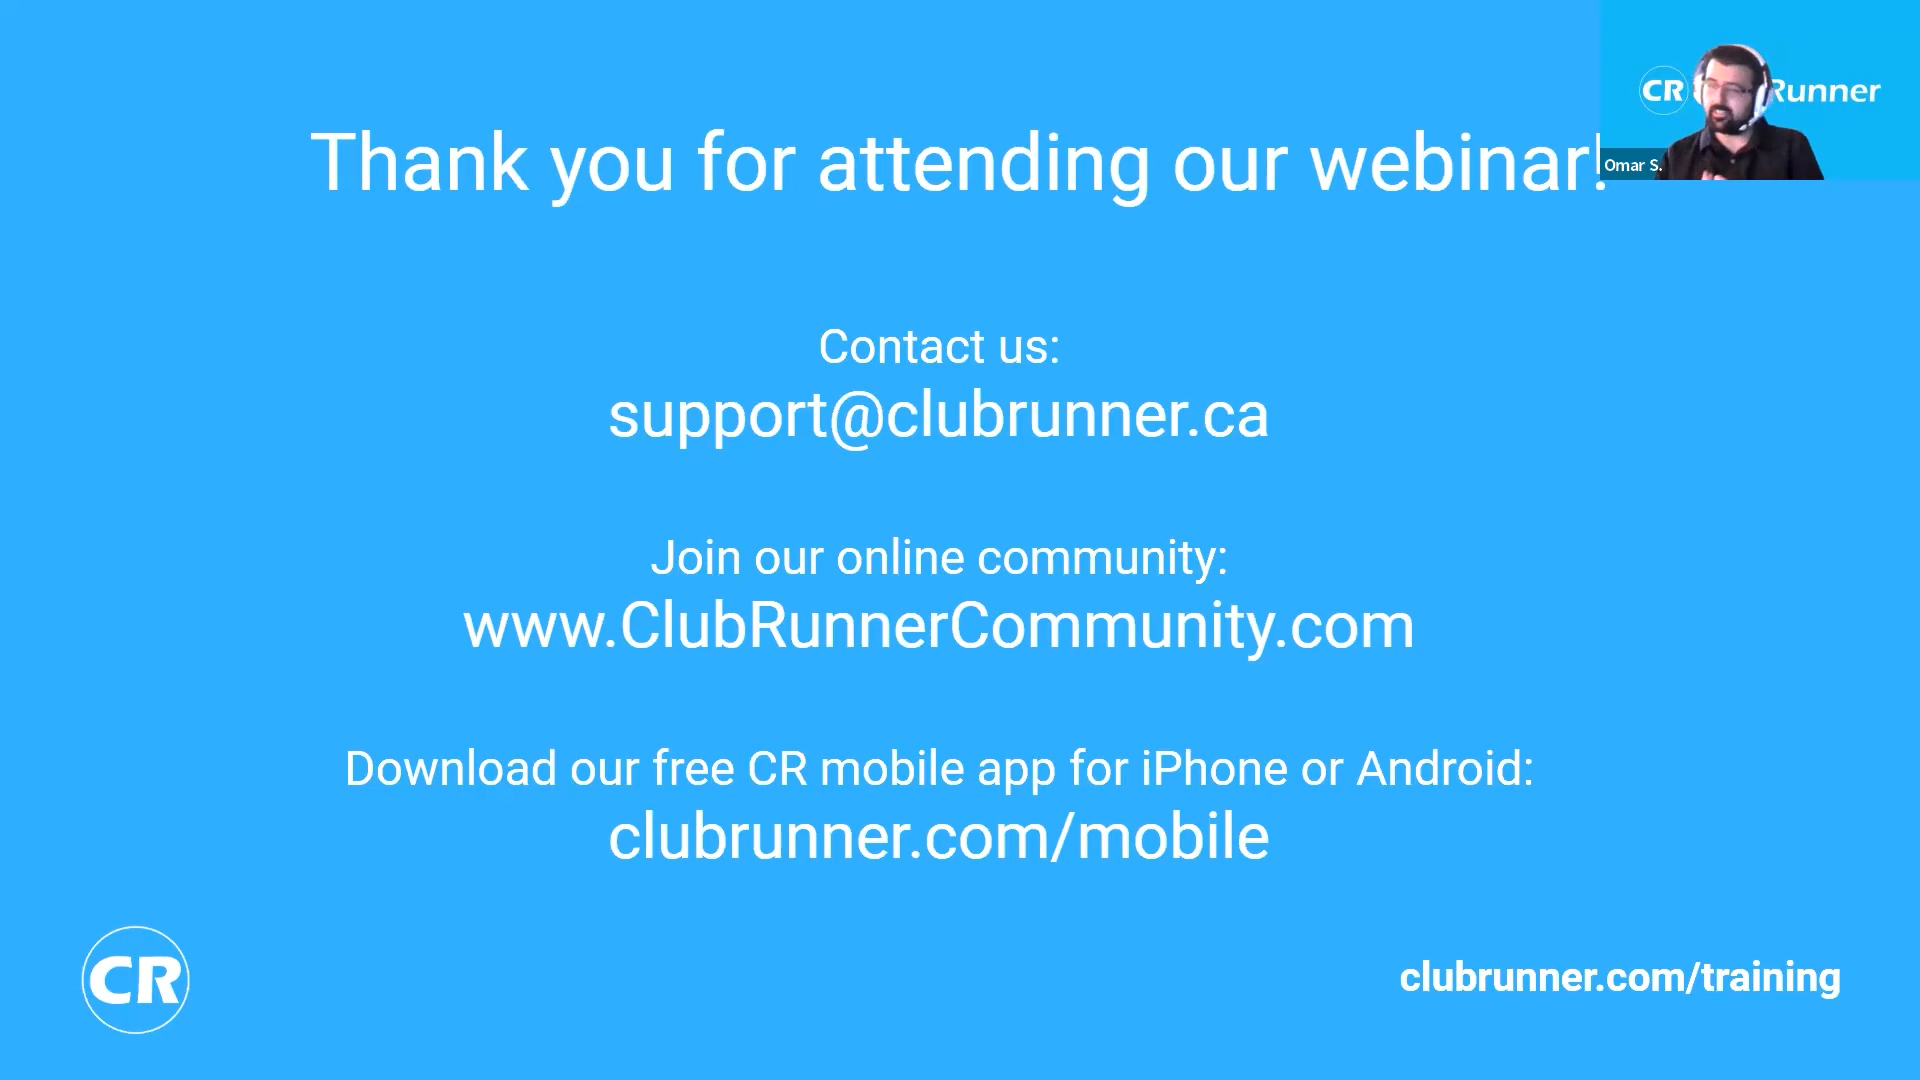 CR Runner
Thank you for attending our webinar!
Omar S.
Contact us:
support@clubrunner.ca
Join our online community:
www.ClubRunnerCommunity.com
Download our free CR mobile app for iPhone or Android:
clubrunner.com/mobile
CR
clubrunner.com/training